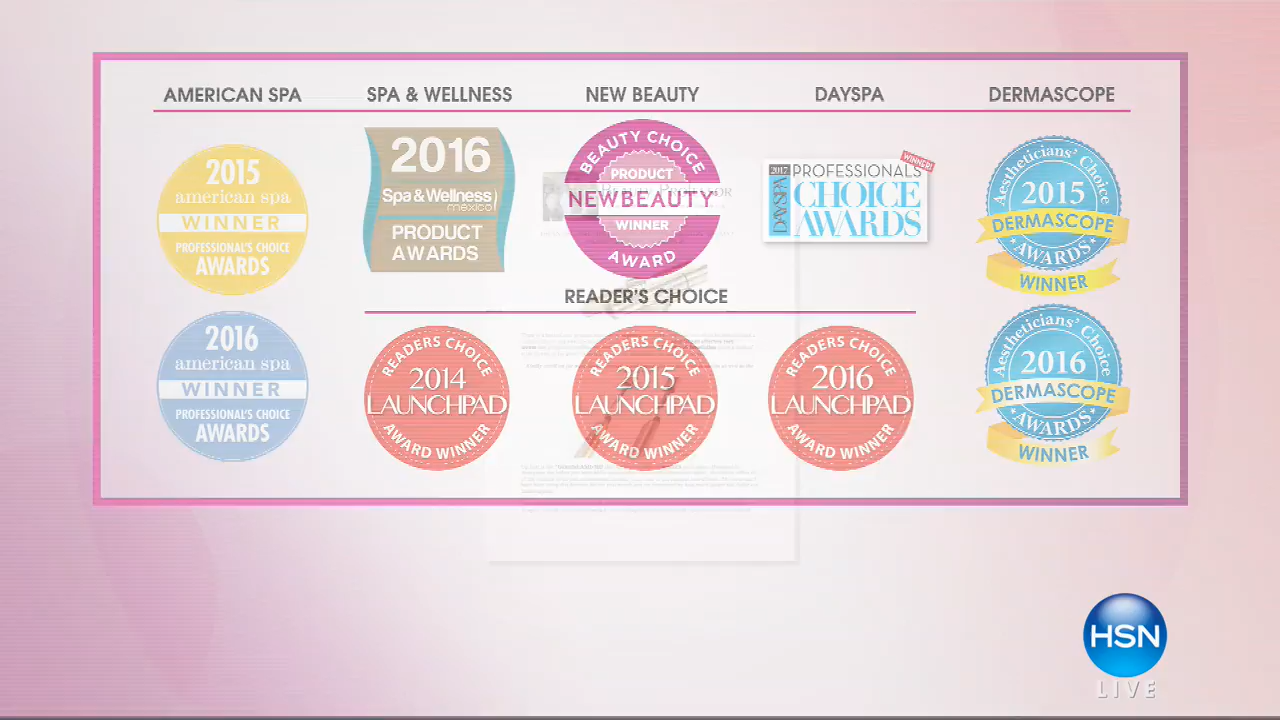 AMERICAN SPA
SPA & WELLNESS
NEW BEAUTY
DAYSPA
DERMASCOPE
2015
american spa
WINNER
PROFESSIONAL'S CHOICE
AWARDS
2016
Spa & Wellness
méxico
PRODUCT
AWARDS
BEAUTY CHOICE
PRODUCT
NEWBEAUTY
WINNER
AWARD
WINNER!
2017
DAYSPA
PROFESSIONALS
CHOICE
AWARDS
Aestheticians' Choice
2015
DERMASCOPE
AWARDS
WINNER
READER'S CHOICE
2016
american spa
WINNER
PROFESSIONAL'S CHOICE
AWARDS
READERS CHOICE
2014
LAUNCHPAD
AWARD WINNER
READERS CHOICE
2015
LAUNCHPAD
AWARD WINNER
READERS CHOICE
2016
LAUNCHPAD
AWARD WINNER
Aestheticians' Choice
2016
DERMASCOPE
AWARDS
WINNER
HSN
LIVE